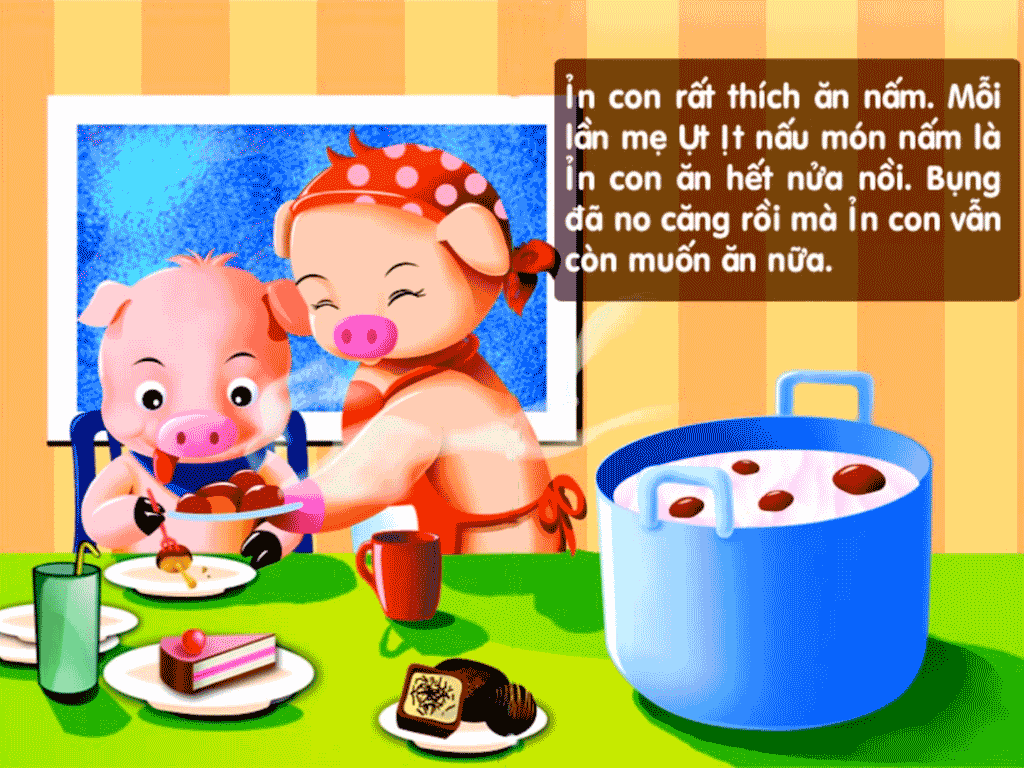 Ỉn con rất thích ăn nấm. Mỗi
lần mẹ Ụt Ịt nấu món nấm là
Ỉn con ăn hết nửa nồi. Bụng
đã no căng rồi mà Ỉn con vẫn
còn muốn ăn nữa.